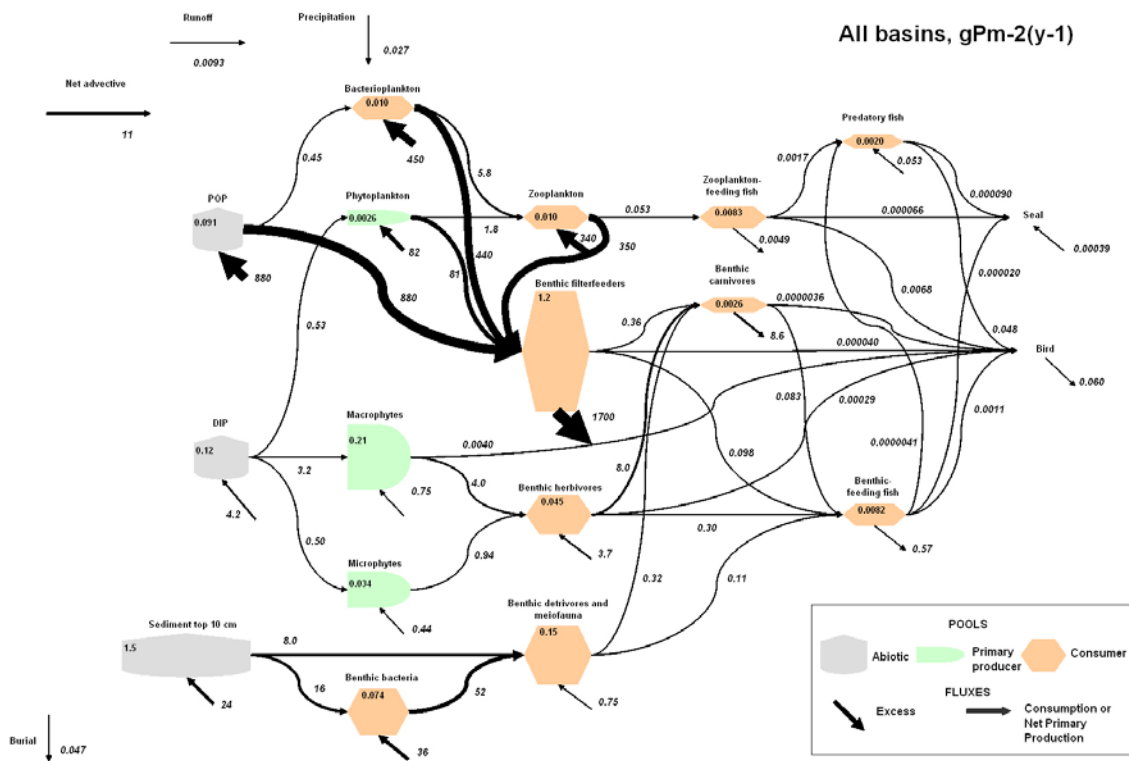 All basins, gPm-2(y-1)
Runoff
0.0093
Precipitation
0.027
Net advective
11
Bacterioplankton
0.010
450
0.45
5.8
POP
0.091
880
880
Phytoplankton
0.0026
82
1.8
81
440
Zooplankton
0.010
340
350
0.053
Zooplankton-
feeding fish
0.0083
0.0049
Predatory fish
0.0020
0.053
0.0017
0.000090
0.000066
Seal
0.00039
0.000020
0.0068
0.048
Benthic filterfeeders
1.2
1700
0.36
Benthic
carnivores
0.0026
8.6
0.0000036
0.000040
Bird
0.060
0.53
0.083
0.00029
0.0011
0.0000041
0.098
DIP
0.12
4.2
3.2
0.50
Macrophytes
0.21
0.75
0.0040
4.0
0.94
Benthic herbivores
0.045
3.7
8.0
0.30
Benthic-
feeding fish
0.0082
0.57
Microphytes
0.034
0.44
0.32
0.11
Sediment top 10 cm
1.5
24
8.0
16
Benthic bacteria
0.074
36
52
Benthic detrivores and
meiofauna
0.15
0.75
Burial
0.047
POOLS
Abiotic
Primary
producer
Consumer
FLUXES
Excess
Consumption or
Net Primary
Production